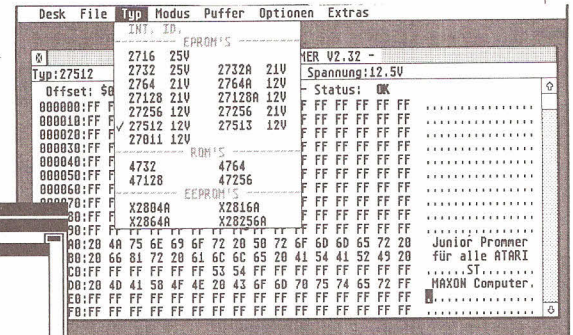 Desk File Typ Modus Puffer Optionen Extras
INT. ID.
EPROM'S
2716 25V
2732 25V 2732A 21V
2764 21V 2764A 12V
27128 21V 27128A 12V
27256 12V 27256 21V
✓ 27512 12V 27513 12V
27011 12V
ROM'S
4732 4764
47128 47256
EEPROM'S
X2804A X2816A
X2864A X28256A
MER V2.32 -
Typ:27512 Spannung:12.5V
Offset: $0 - Status: OK
000000:FF F F FF FF FF FF FF ................
000010:FF F F FF FF FF FF FF ................
000020:FF F F FF FF FF FF FF ................
000030:FF F F FF FF FF FF FF ................
000040:FF F F FF FF FF FF FF ................
000050:FF F F FF FF FF FF FF ................
000060:FF F F FF FF FF FF FF ................
070:FF F F FF FF FF FF FF ................
80:FF F F FF FF FF FF FF ................
90:FF FF FF FF FF FF FF FF FF FF FF FF FF FF FF FF ................
A0:20 4A 75 6E 69 6F 72 20 50 72 6F 6D 6D 65 72 20 Junior Prommer
B0:20 66 81 72 20 61 6C 6C 65 20 41 54 41 52 49 20 für alle ATARI
C0:FF FF FF FF FF FF FF 53 54 FF FF FF FF FF FF FF .......ST.......
D0:20 4D 41 58 4F 4E 20 43 6F 6D 70 75 74 65 72 FF MAXON Computer.
E0:FF FF FF FF FF FF FF FF FF FF FF FF FF FF FF FF ................
F0:FF FF FF FF FF FF FF FF FF FF FF FF FF FF FF FF ................